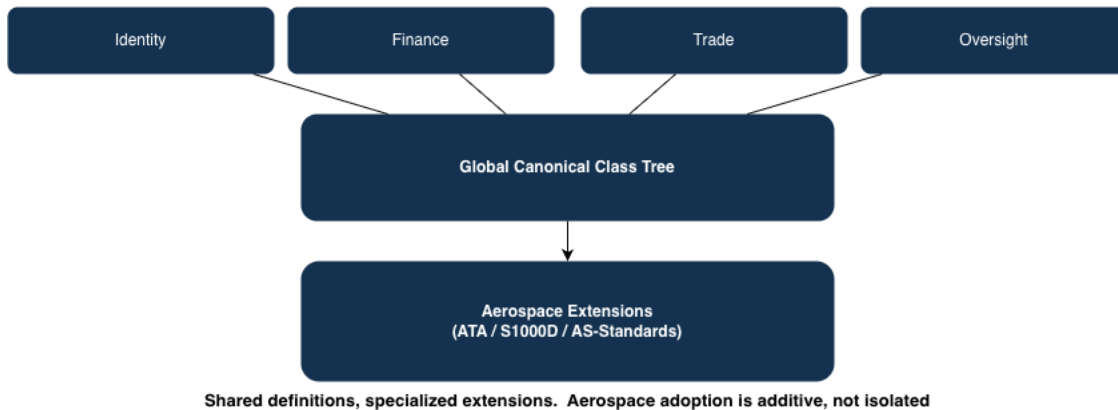 Identity
Finance
Trade
Oversight
Global Canonical Class Tree
Aerospace Extensions
(ATA / S1000D / AS-Standards)
Shared definitions, specialized extensions.  Aerospace adoption is additive, not isolated